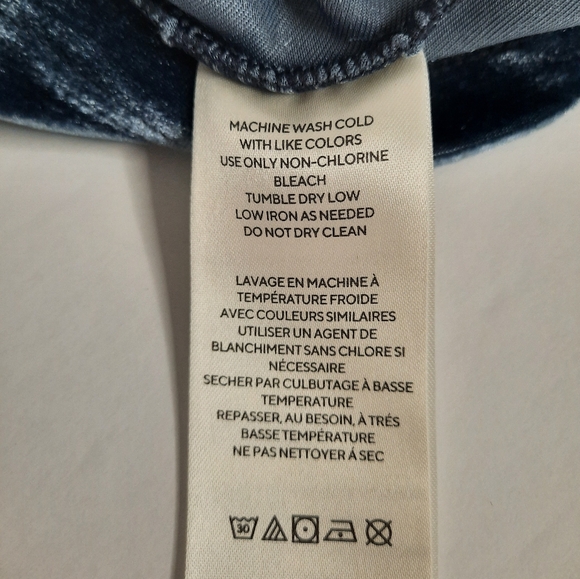 MACHINE WASH COLD
WITH LIKE COLORS
USE ONLY NON-CHLORINE
BLEACH
TUMBLE DRY LOW
LOW IRON AS NEEDED
DO NOT DRY CLEAN
LAVAGE EN MACHINE À
TEMPÉRATURE FROIDE
AVEC COULEURS SIMILAIRES
UTILISER UN AGENT DE
BLANCHIMENT SANS CHLORE SI
NÉCESSAIRE
SECHER PAR CULBUTAGE À BASSE
TEMPERATURE
REPASSER, AU BESOIN, À TRÉS
BASSE TEMPÉRATURE
NE PAS NETTOYER Á SEC
30